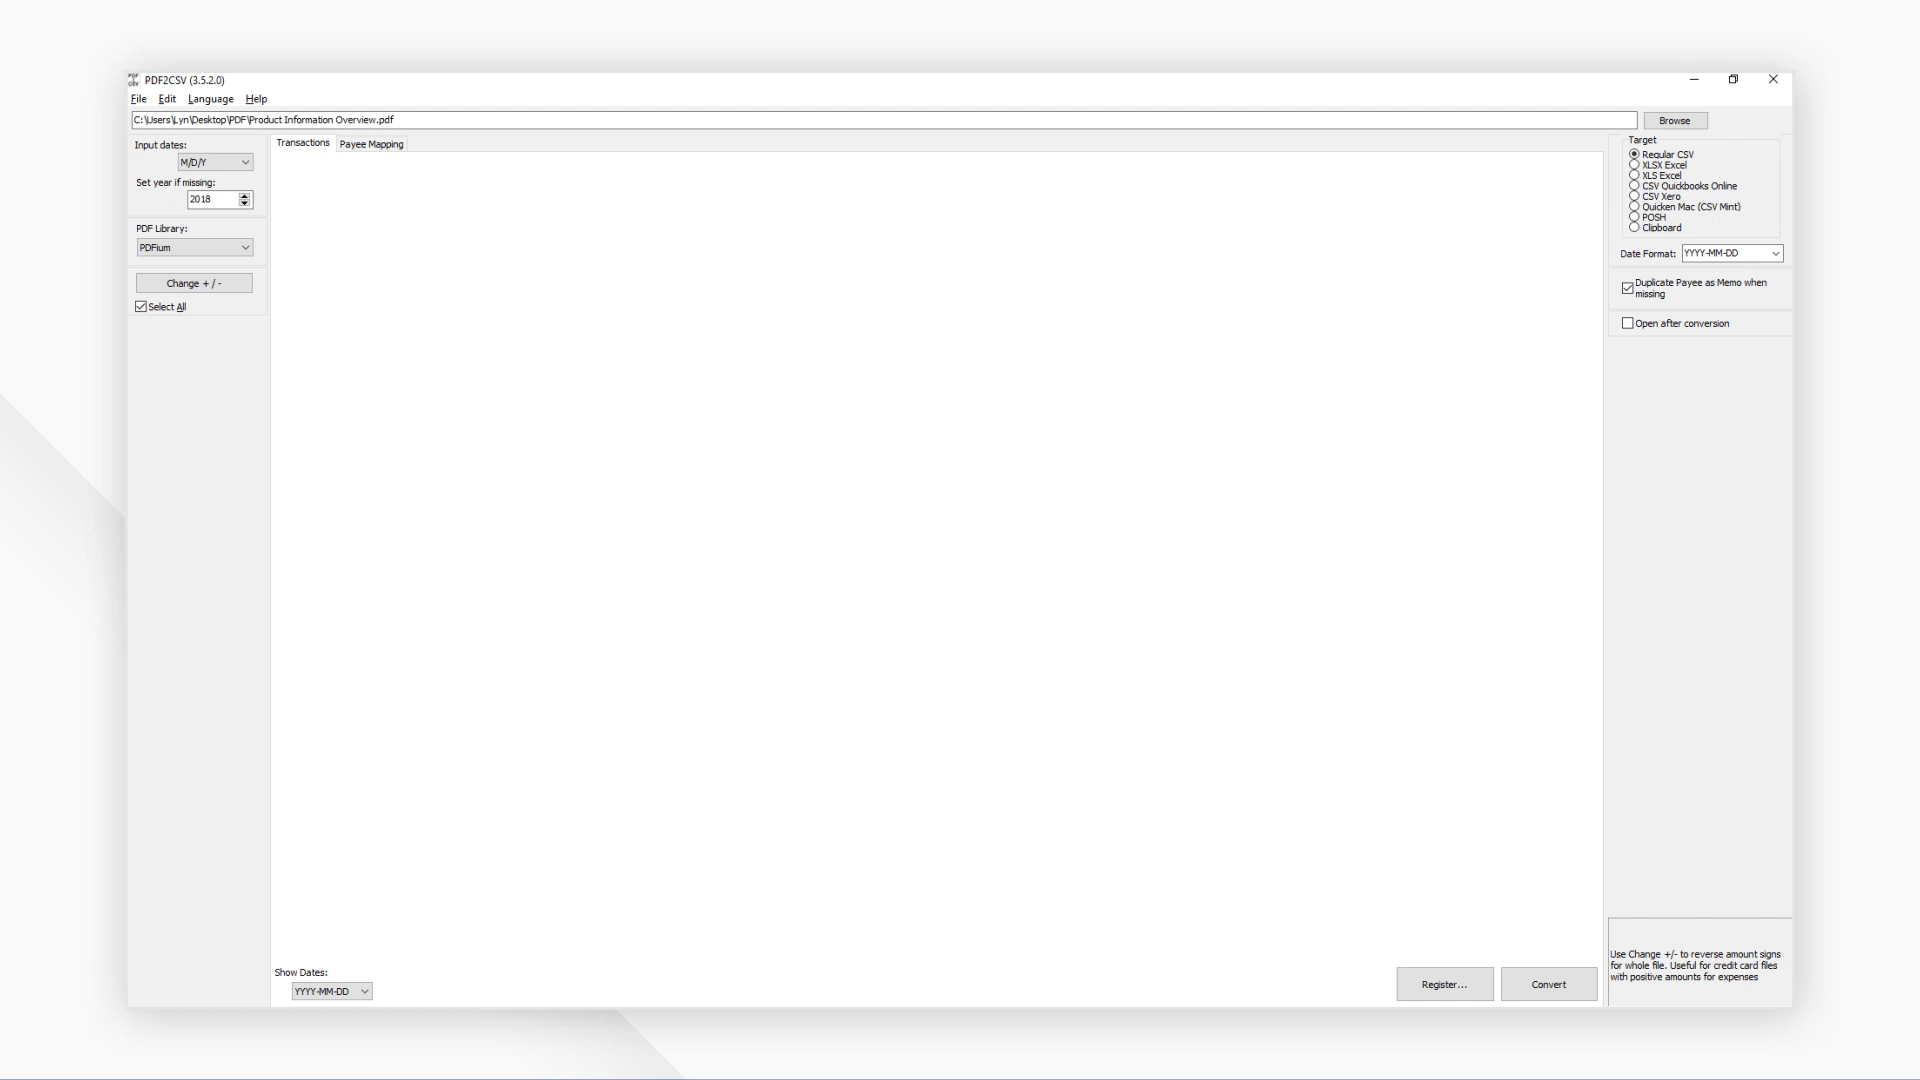 PDF2CSV (3.5.2.0)
File Edit Language Help
C:\Users\Lyn\Desktop\PDF\Product Information Overview.pdf
Browse
Input dates:
M/D/Y
Set year if missing:
2018
PDF Library:
PDFium
Change + / -
Select All
Transactions Payee Mapping
Target
Regular CSV
XLSX Excel
XLS Excel
CSV Quickbooks Online
CSV Xero
Quicken Mac (CSV Mint)
POSH
Clipboard
Date Format: YYYY-MM-DD
Duplicate Payee as Memo when
missing
Open after conversion
Show Dates:
YYYY-MM-DD
Register...
Convert
Use Change +/- to reverse amount signs
for whole file. Useful for credit card files
with positive amounts for expenses